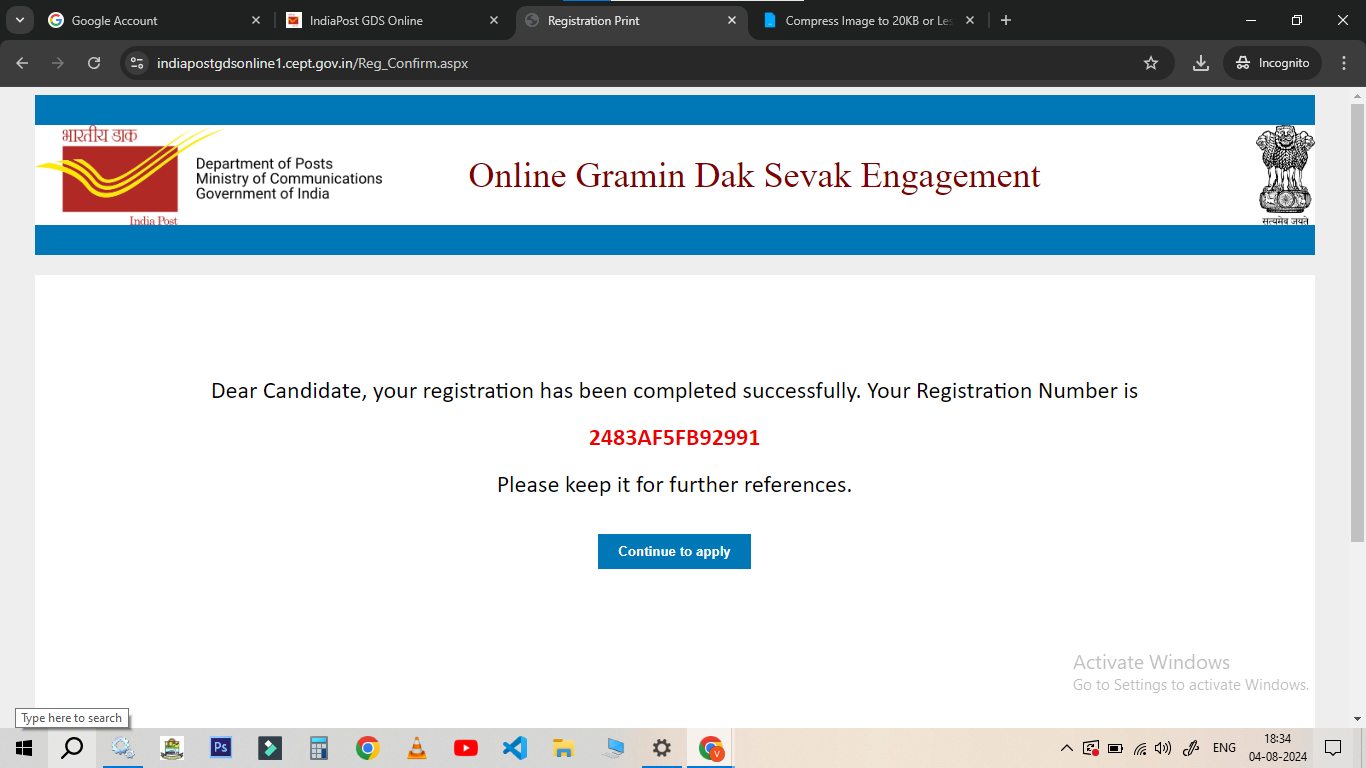 Google Account
IndiaPost GDS Online
Registration Print
Compress Image to 20KB or Les
indiapostgdsonline1.cept.gov.in/Reg_Confirm.aspx
Incognito
भारतीय डाक
India Post
Department of Posts
Ministry of Communications
Government of India
Online Gramin Dak Sevak Engagement
सत्यमेव जयते
Dear Candidate, your registration has been completed successfully. Your Registration Number is
2483AF5FB92991
Please keep it for further references.
Continue to apply
Activate Windows
Go to Settings to activate Windows.
Type here to search
Ps
V
ENG
18:34
04-08-2024